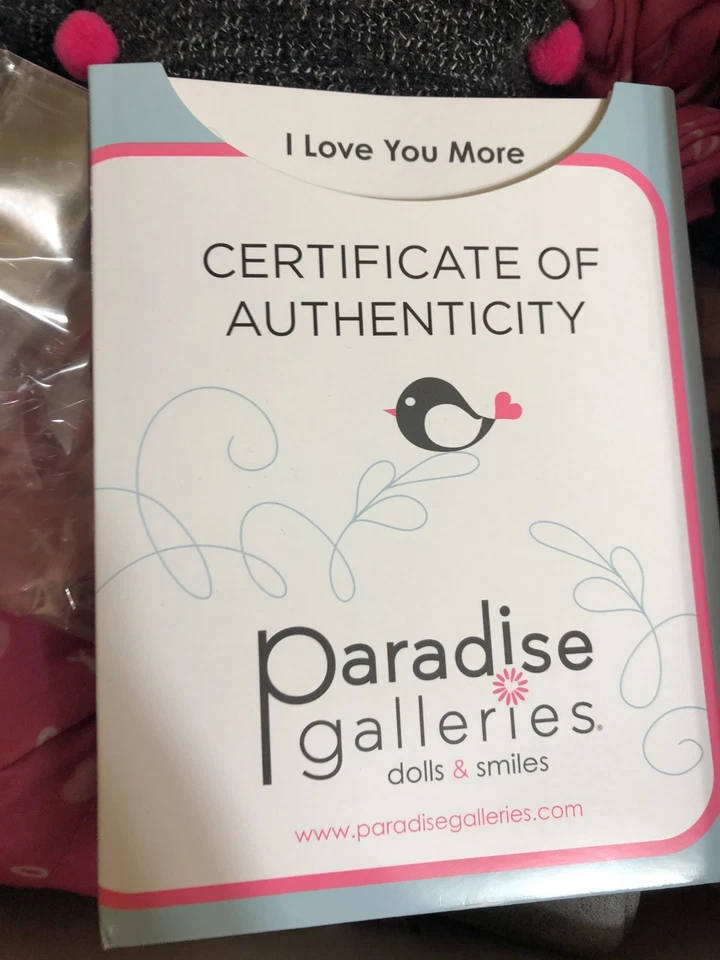 I Love You More
CERTIFICATE OF
AUTHENTICITY
paradise
galleries®
dolls & smiles
www.paradisegalleries.com